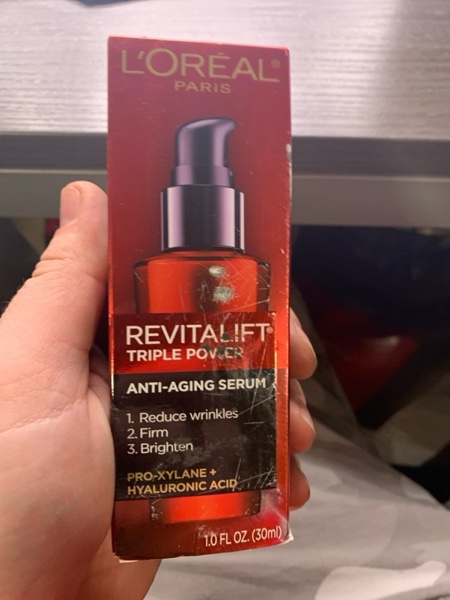 L'ORÉAL®
PARIS
REVITALIFT®
TRIPLE POWER
ANTI-AGING SERUM
1. Reduce wrinkles
2. Firm
3. Brighten
PRO-XYLANE +
HYALURONIC ACID
1.0 FL OZ. (30ml)